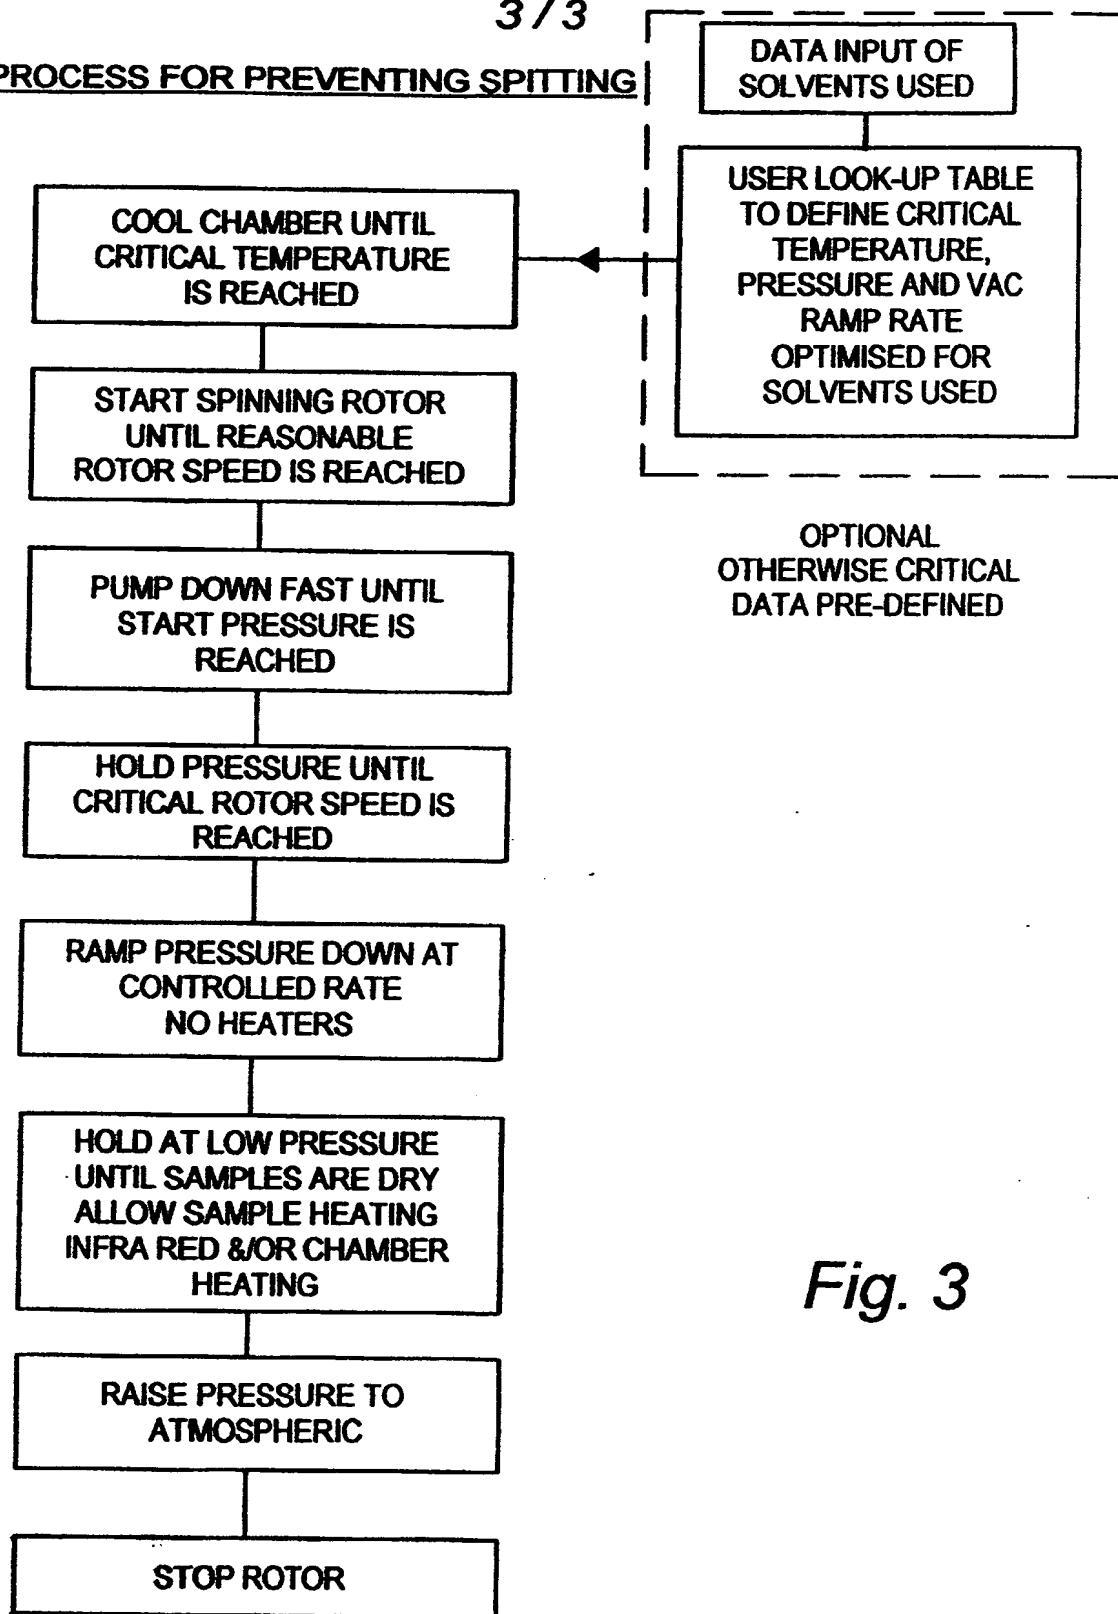 3/3
PROCESS FOR PREVENTING SPITTING
DATA INPUT OF
SOLVENTS USED
USER LOOK-UP TABLE
TO DEFINE CRITICAL
TEMPERATURE,
PRESSURE AND VAC
RAMP RATE
OPTIMISED FOR
SOLVENTS USED
OPTIONAL
OTHERWISE CRITICAL
DATA PRE-DEFINED
COOL CHAMBER UNTIL
CRITICAL TEMPERATURE
IS REACHED
START SPINNING ROTOR
UNTIL REASONABLE
ROTOR SPEED IS REACHED
PUMP DOWN FAST UNTIL
START PRESSURE IS
REACHED
HOLD PRESSURE UNTIL
CRITICAL ROTOR SPEED IS
REACHED
RAMP PRESSURE DOWN AT
CONTROLLED RATE
NO HEATERS
HOLD AT LOW PRESSURE
UNTIL SAMPLES ARE DRY
ALLOW SAMPLE HEATING
INFRA RED &/OR CHAMBER
HEATING
RAISE PRESSURE TO
ATMOSPHERIC
STOP ROTOR
Fig. 3